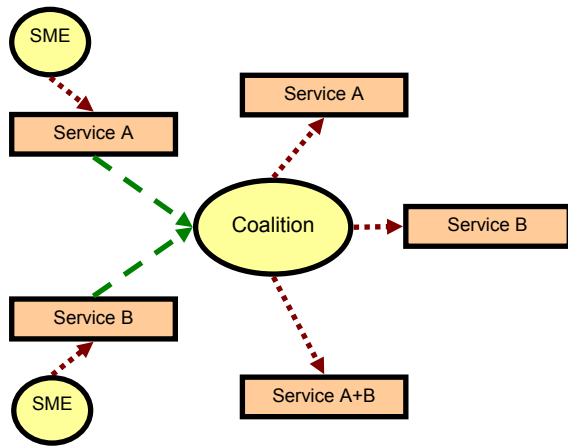 SME
Service A
Service A
Coalition
Service B
Service B
SME
Service A+B